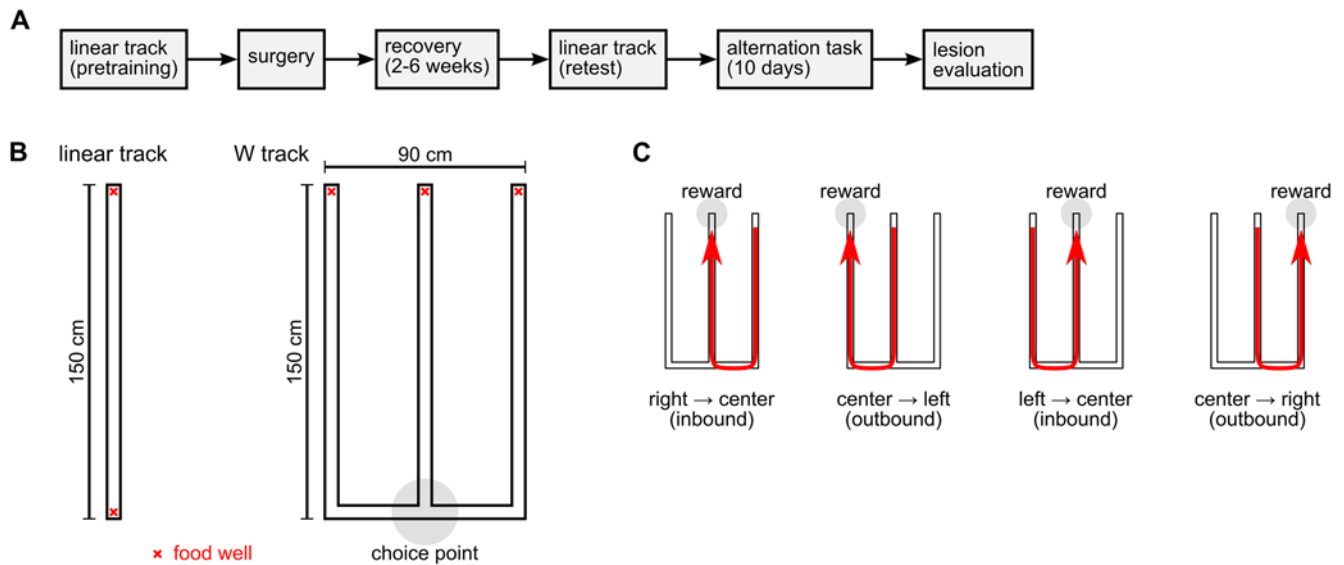 A
linear track
(pretraining)
surgery
recovery
(2-6 weeks)
linear track
(retest)
alternation task
(10 days)
lesion
evaluation
B
linear track
W track
90 cm
150 cm
150 cm
× food well
choice point
C
reward
reward
reward
reward
right → center
(inbound)
center → left
(outbound)
left → center
(inbound)
center → right
(outbound)